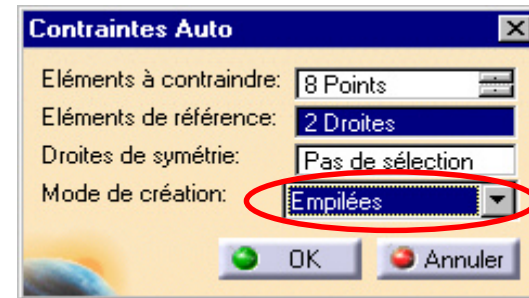 Contraintes Auto
Eléments à contraindre: 8 Points
Eléments de référence: 2 Droites
Droites de symétrie: Pas de sélection
Mode de création: Empilées
OK Annuler